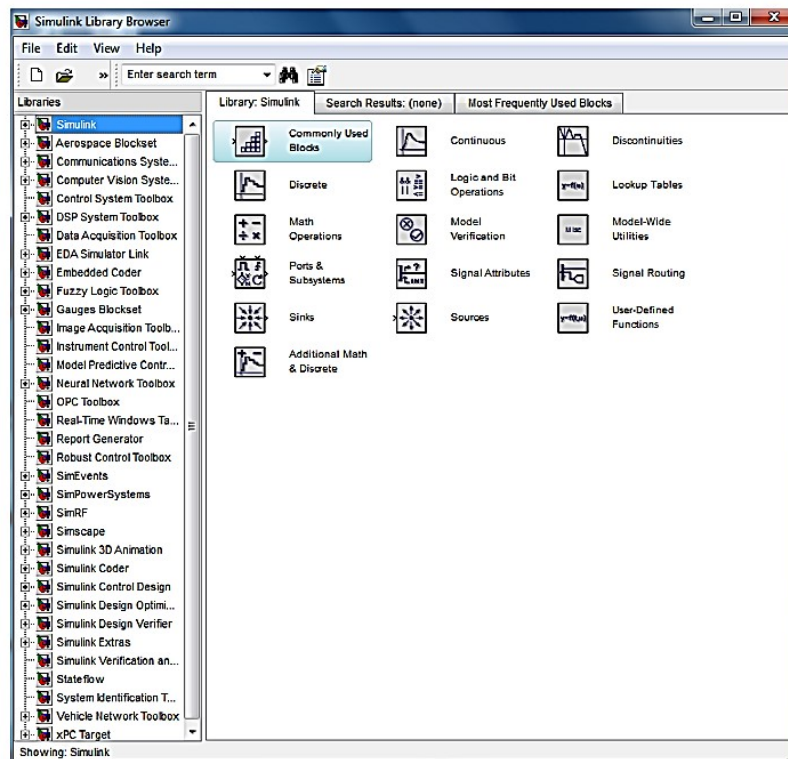 Simulink Library Browser
File Edit View Help
» Enter search term
Libraries
Library: Simulink Search Results: (none) Most Frequently Used Blocks
Simulink
Aerospace Blockset
Communications Syste...
Computer Vision Syste...
Control System Toolbox
DSP System Toolbox
Data Acquisition Toolbox
EDA Simulator Link
Embedded Coder
Fuzzy Logic Toolbox
Gauges Blockset
Image Acquisition Toolb...
Instrument Control Tool...
Model Predictive Contr...
Neural Network Toolbox
OPC Toolbox
Real-Time Windows Ta...
Report Generator
Robust Control Toolbox
SimEvents
SimPowerSystems
SimRF
Simscape
Simulink 3D Animation
Simulink Coder
Simulink Control Design
Simulink Design Optimi...
Simulink Design Verifier
Simulink Extras
Simulink Verification an...
Stateflow
System Identification T...
Vehicle Network Toolbox
xPC Target
Commonly Used
Blocks
Continuous
Discontinuities
Discrete
Logic and Bit
Operations
Lookup Tables
Math
Operations
Model
Verification
Model-Wide
Utilities
Ports &
Subsystems
Signal Attributes
Signal Routing
Sinks
Sources
User-Defined
Functions
Additional Math
& Discrete
Showing: Simulink